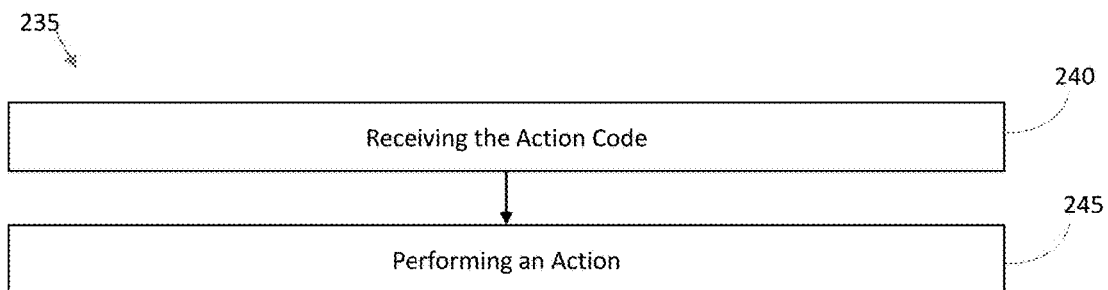 235
240
Receiving the Action Code
245
Performing an Action